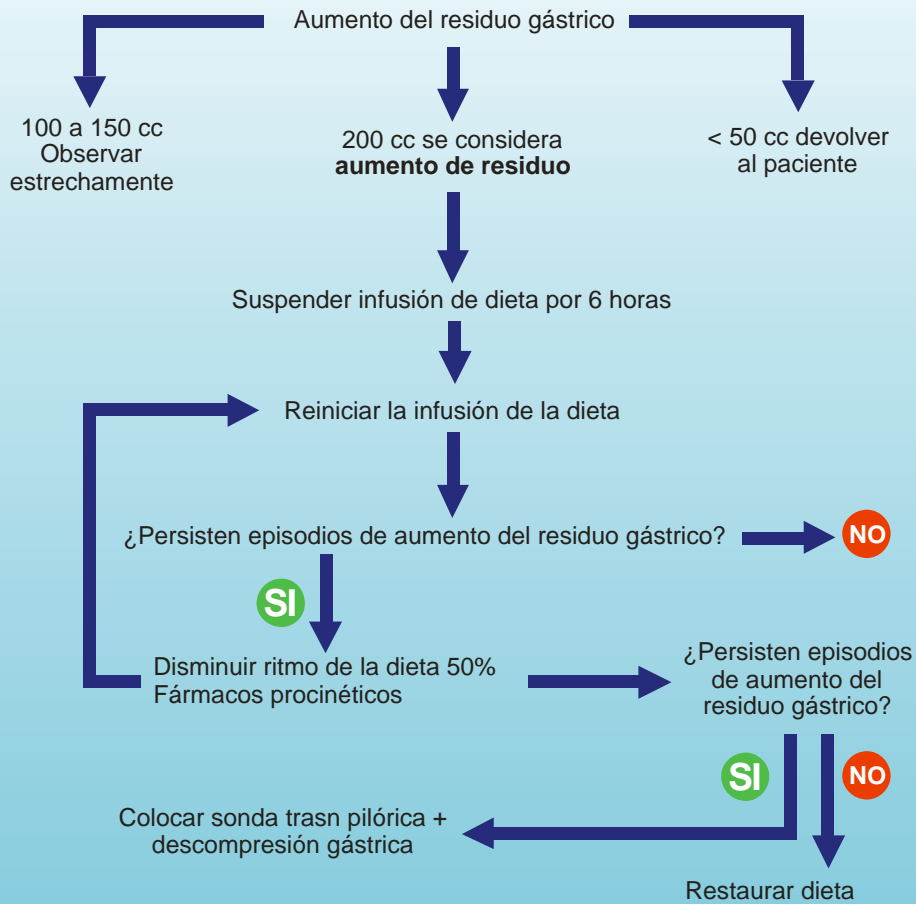 Aumento del residuo gástrico
100 a 150 cc
Observar
estrechamente
200 cc se considera
aumento de residuo
< 50 cc devolver
al paciente
Suspender infusión de dieta por 6 horas
Reiniciar la infusión de la dieta
¿Persisten episodios de aumento del residuo gástrico?
NO
SI
Disminuir ritmo de la dieta 50%
Fármacos procinéticos
¿Persisten episodios
de aumento del
residuo gástrico?
SI
NO
Colocar sonda trasn pilórica +
descompresión gástrica
Restaurar dieta